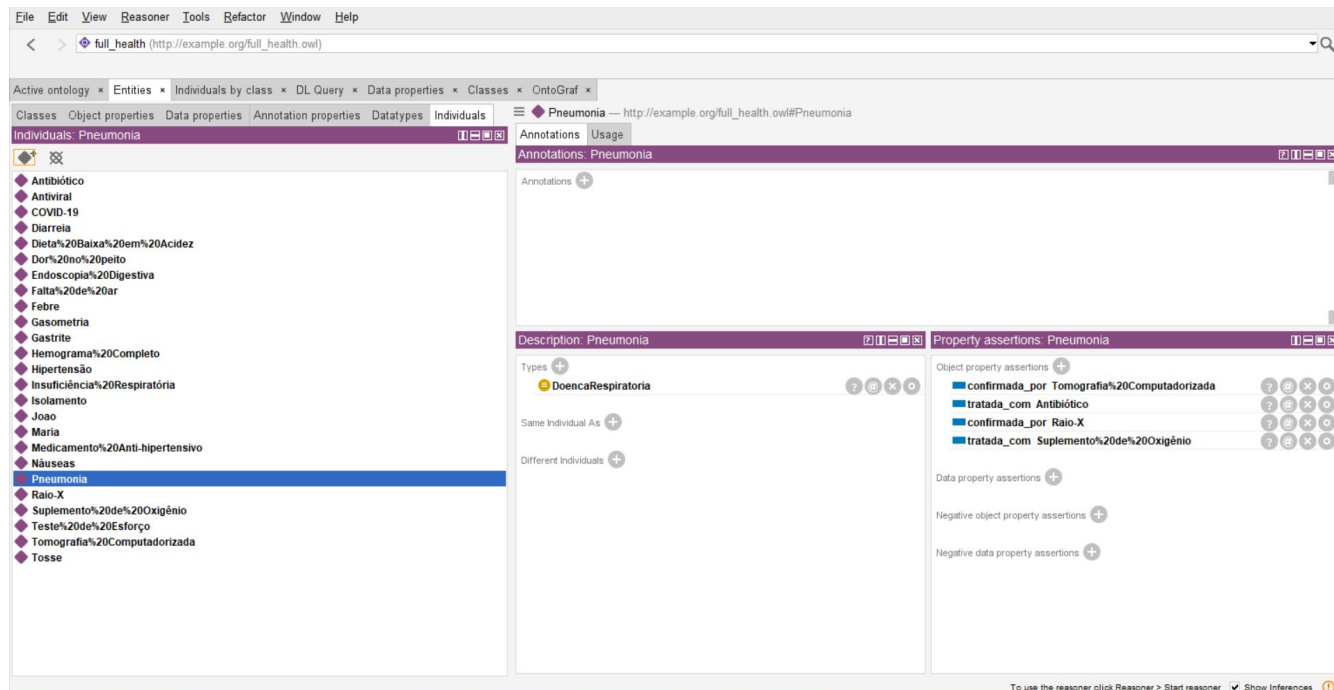 File Edit View Reasoner Tools Refactor Window Help
full_health (http://example.org/full_health.owl)
Active ontology × Entities × Individuals by class × DL Query × Data properties × Classes × OntoGraf ×
Classes Object properties Data properties Annotation properties Datatypes Individuals
Individuals: Pneumonia
Antibiótico
Antiviral
COVID-19
Diarreia
Dieta%20Baixa%20em%20Acidez
Dor%20no%20peito
Endoscopia%20Digestiva
Falta%20de%20ar
Febre
Gasometria
Gastrite
Hemograma%20Completo
Hipertensão
Insuficiência%20Respiratória
Isolamento
Joao
Maria
Medicamento%20Anti-hipertensivo
Náuseas
Pneumonia
Raio-X
Suplemento%20de%20Oxigênio
Teste%20de%20Esforço
Tomografia%20Computadorizada
Tosse
Pneumonia — http://example.org/full_health.owl#Pneumonia
Annotations Usage
Annotations: Pneumonia
Annotations
Description: Pneumonia
Types
DoencaRespiratoria
Same Individual As
Different Individuals
Property assertions: Pneumonia
Object property assertions
confirmada_por Tomografia%20Computadorizada
tratada_com Antibiótico
confirmada_por Raio-X
tratada_com Suplemento%20de%20Oxigênio
Data property assertions
Negative object property assertions
Negative data property assertions
To use the reasoner click Reasoner > Start reasoner Show Inferences